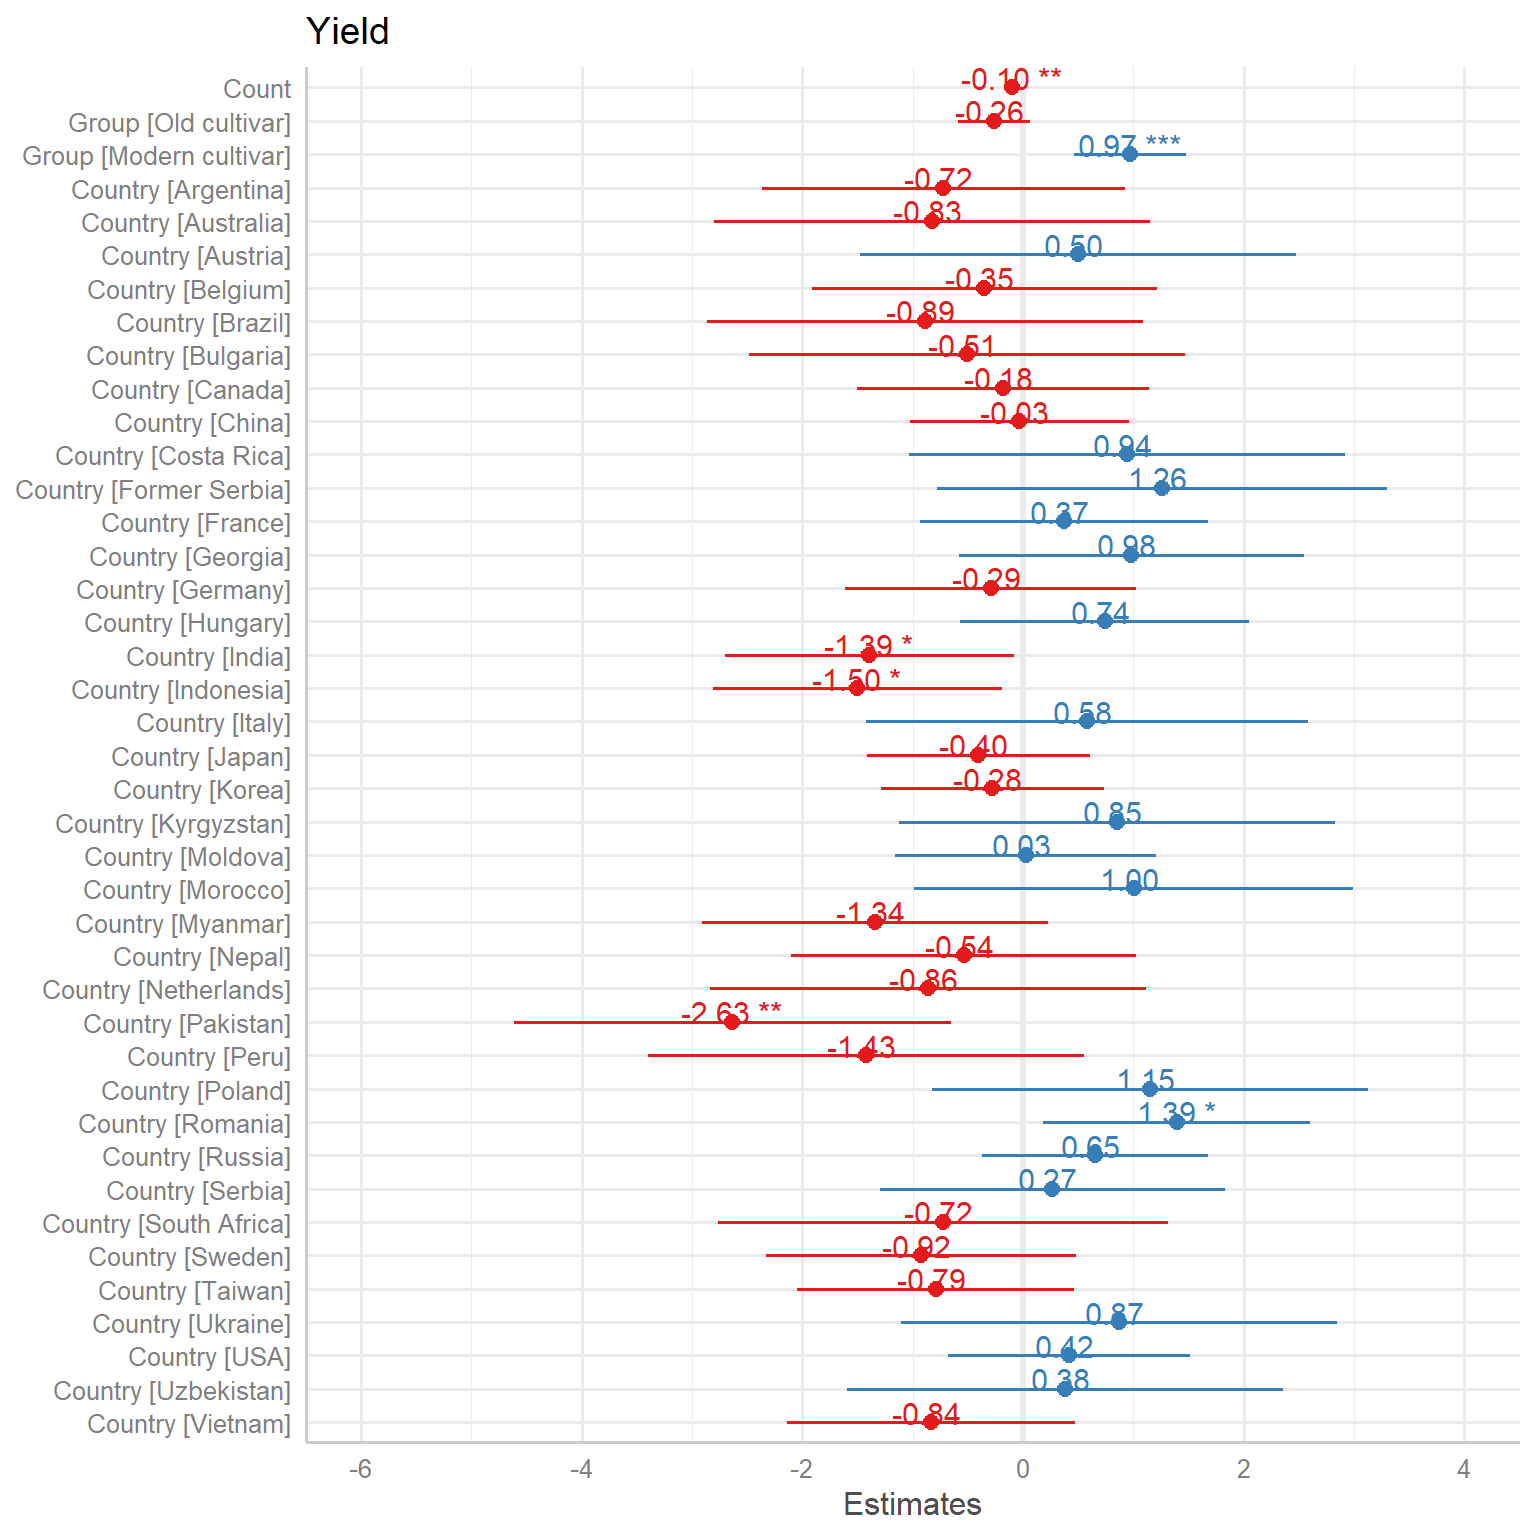 Yield
Count -0.10 **
Group [Old cultivar] -0.26
Group [Modern cultivar] 0.97 ***
Country [Argentina] -0.72
Country [Australia] -0.83
Country [Austria] 0.50
Country [Belgium] -0.35
Country [Brazil] -0.89
Country [Bulgaria] -0.51
Country [Canada] -0.18
Country [China] -0.03
Country [Costa Rica] 0.94
Country [Former Serbia] 1.26
Country [France] 0.37
Country [Georgia] 0.98
Country [Germany] -0.29
Country [Hungary] 0.74
Country [India] -1.39 *
Country [Indonesia] -1.50 *
Country [Italy] 0.58
Country [Japan] -0.40
Country [Korea] -0.28
Country [Kyrgyzstan] 0.85
Country [Moldova] 0.03
Country [Morocco] 1.00
Country [Myanmar] -1.34
Country [Nepal] -0.54
Country [Netherlands] -0.86
Country [Pakistan] -2.63 **
Country [Peru] -1.43
Country [Poland] 1.15
Country [Romania] 1.39 *
Country [Russia] 0.65
Country [Serbia] 0.27
Country [South Africa] -0.72
Country [Sweden] -0.92
Country [Taiwan] -0.79
Country [Ukraine] 0.87
Country [USA] 0.42
Country [Uzbekistan] 0.38
Country [Vietnam] -0.84
-6 -4 -2 0 2 4
Estimates